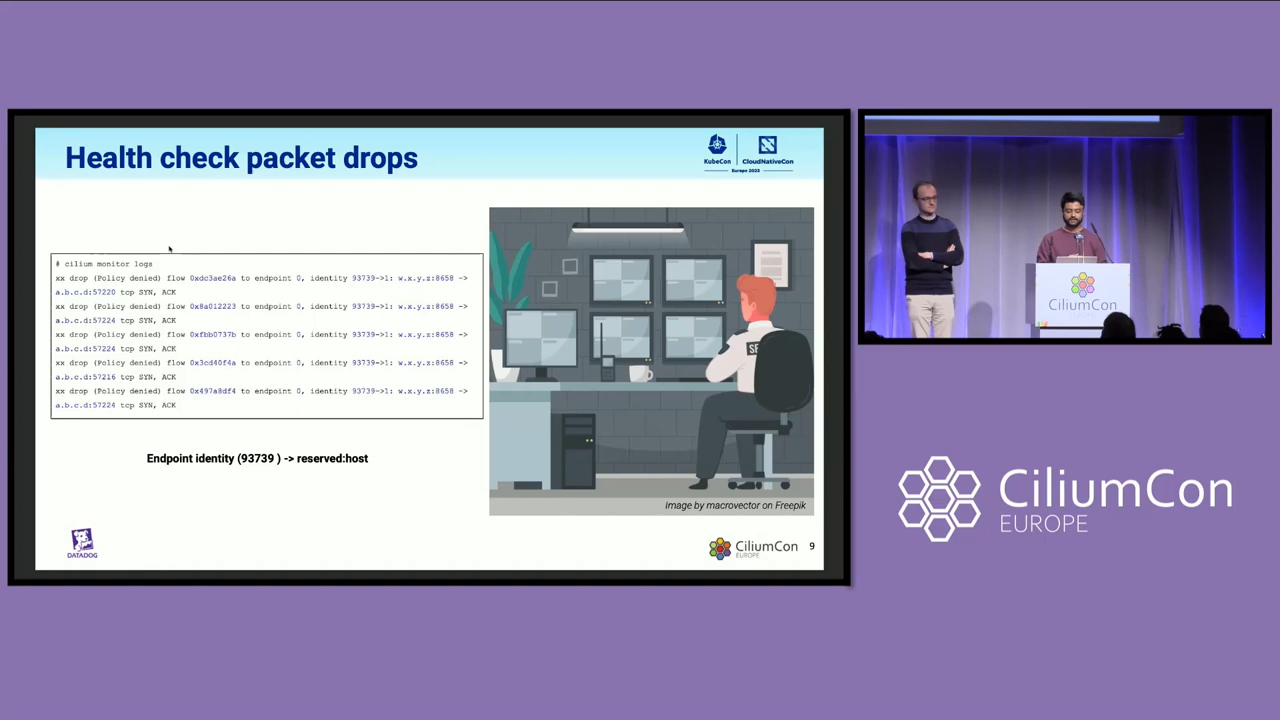 Health check packet drops
KubeCon
CloudNativeCon
Europe 2023
# cilium monitor logs
xx drop (Policy denied) flow 0xdc3ae26a to endpoint 0, identity 93739->1: w.x.y.z:8658 ->
a.b.c.d:57220 tcp SYN, ACK
xx drop (Policy denied) flow 0x8a012223 to endpoint 0, identity 93739->1: w.x.y.z:8658 ->
a.b.c.d:57224 tcp SYN, ACK
xx drop (Policy denied) flow 0xfbb0737b to endpoint 0, identity 93739->1: w.x.y.z:8658 ->
a.b.c.d:57224 tcp SYN, ACK
xx drop (Policy denied) flow 0x3cd40f4a to endpoint 0, identity 93739->1: w.x.y.z:8658 ->
a.b.c.d:57216 tcp SYN, ACK
xx drop (Policy denied) flow 0x497a8df4 to endpoint 0, identity 93739->1: w.x.y.z:8658 ->
a.b.c.d:57224 tcp SYN, ACK
Endpoint identity (93739 ) -> reserved:host
SE
Image by macrovector on Freepik
DATADOG
CiliumCon
EUROPE
9
CiliumCon
CiliumCon
EUROPE